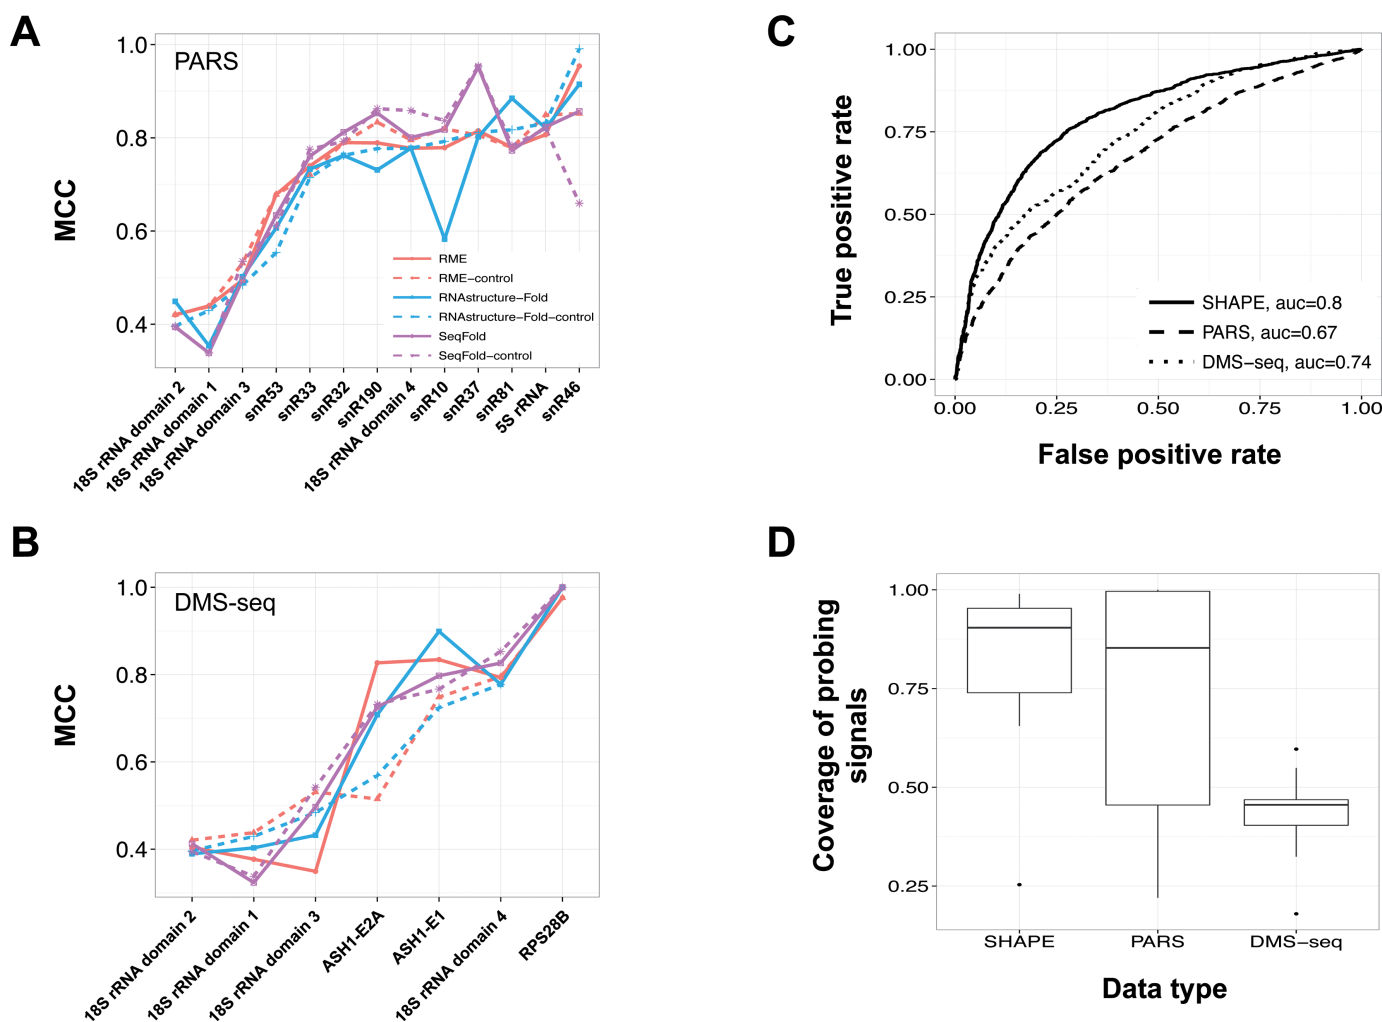 A
PARS
MCC
1.0
0.8
0.6
0.4
RME
RME-control
RNAstructure-Fold
RNAstructure-Fold-control
SeqFold
SeqFold-control
18S rRNA domain 2
18S rRNA domain 1
18S rRNA domain 3
snR53
snR33
snR32
snR190
18S rRNA domain 4
snR10
snR37
snR81
5S rRNA
snR46
B
DMS-seq
MCC
1.0
0.8
0.6
0.4
18S rRNA domain 2
18S rRNA domain 1
18S rRNA domain 3
ASH1-E2A
ASH1-E1
18S rRNA domain 4
RPS28B
C
True positive rate
1.00
0.75
0.50
0.25
0.00
SHAPE, auc=0.8
PARS, auc=0.67
DMS-seq, auc=0.74
0.00 0.25 0.50 0.75 1.00
False positive rate
D
Coverage of probing
signals
1.00
0.75
0.50
0.25
SHAPE PARS DMS-seq
Data type